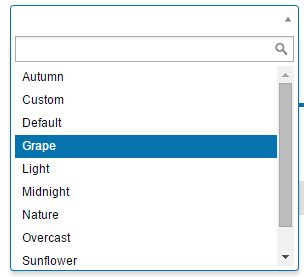 Autumn
Custom
Default
Grape
Light
Midnight
Nature
Overcast
Sunflower